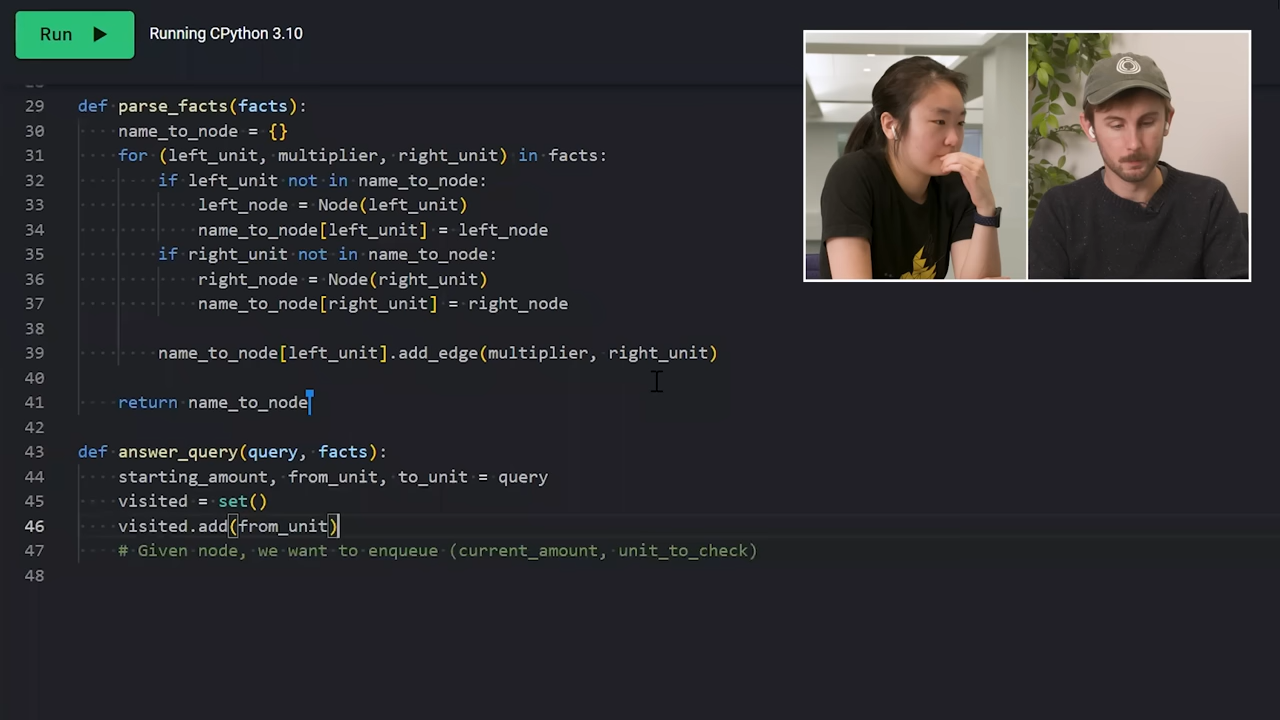 Run
Running CPython 3.10
29 def parse_facts(facts):
30 name_to_node = {}
31 for (left_unit, multiplier, right_unit) in facts:
32 if left_unit not in name_to_node:
33 left_node = Node(left_unit)
34 name_to_node[left_unit] = left_node
35 if right_unit not in name_to_node:
36 right_node = Node(right_unit)
37 name_to_node[right_unit] = right_node
38
39 name_to_node[left_unit].add_edge(multiplier, right_unit)
40
41 return name_to_node
42
43 def answer_query(query, facts):
44 starting_amount, from_unit, to_unit = query
45 visited = set()
46 visited.add(from_unit)
47 # Given node, we want to enqueue (current_amount, unit_to_check)
48